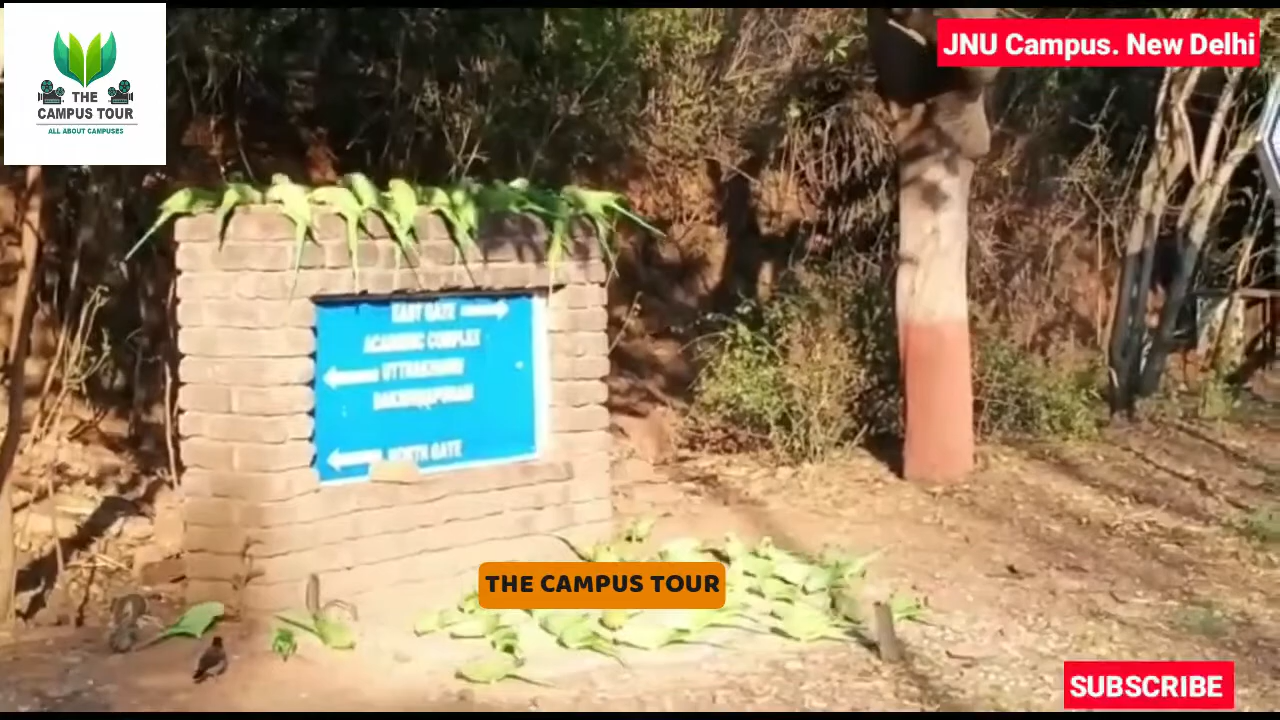 THE
CAMPUS TOUR
ALL ABOUT CAMPUSES
JNU Campus. New Delhi
EAST GATE
ACADEMIC COMPLEX
UTTRAKHAND
DAKSHINAPURAM
NORTH GATE
THE CAMPUS TOUR
SUBSCRIBE